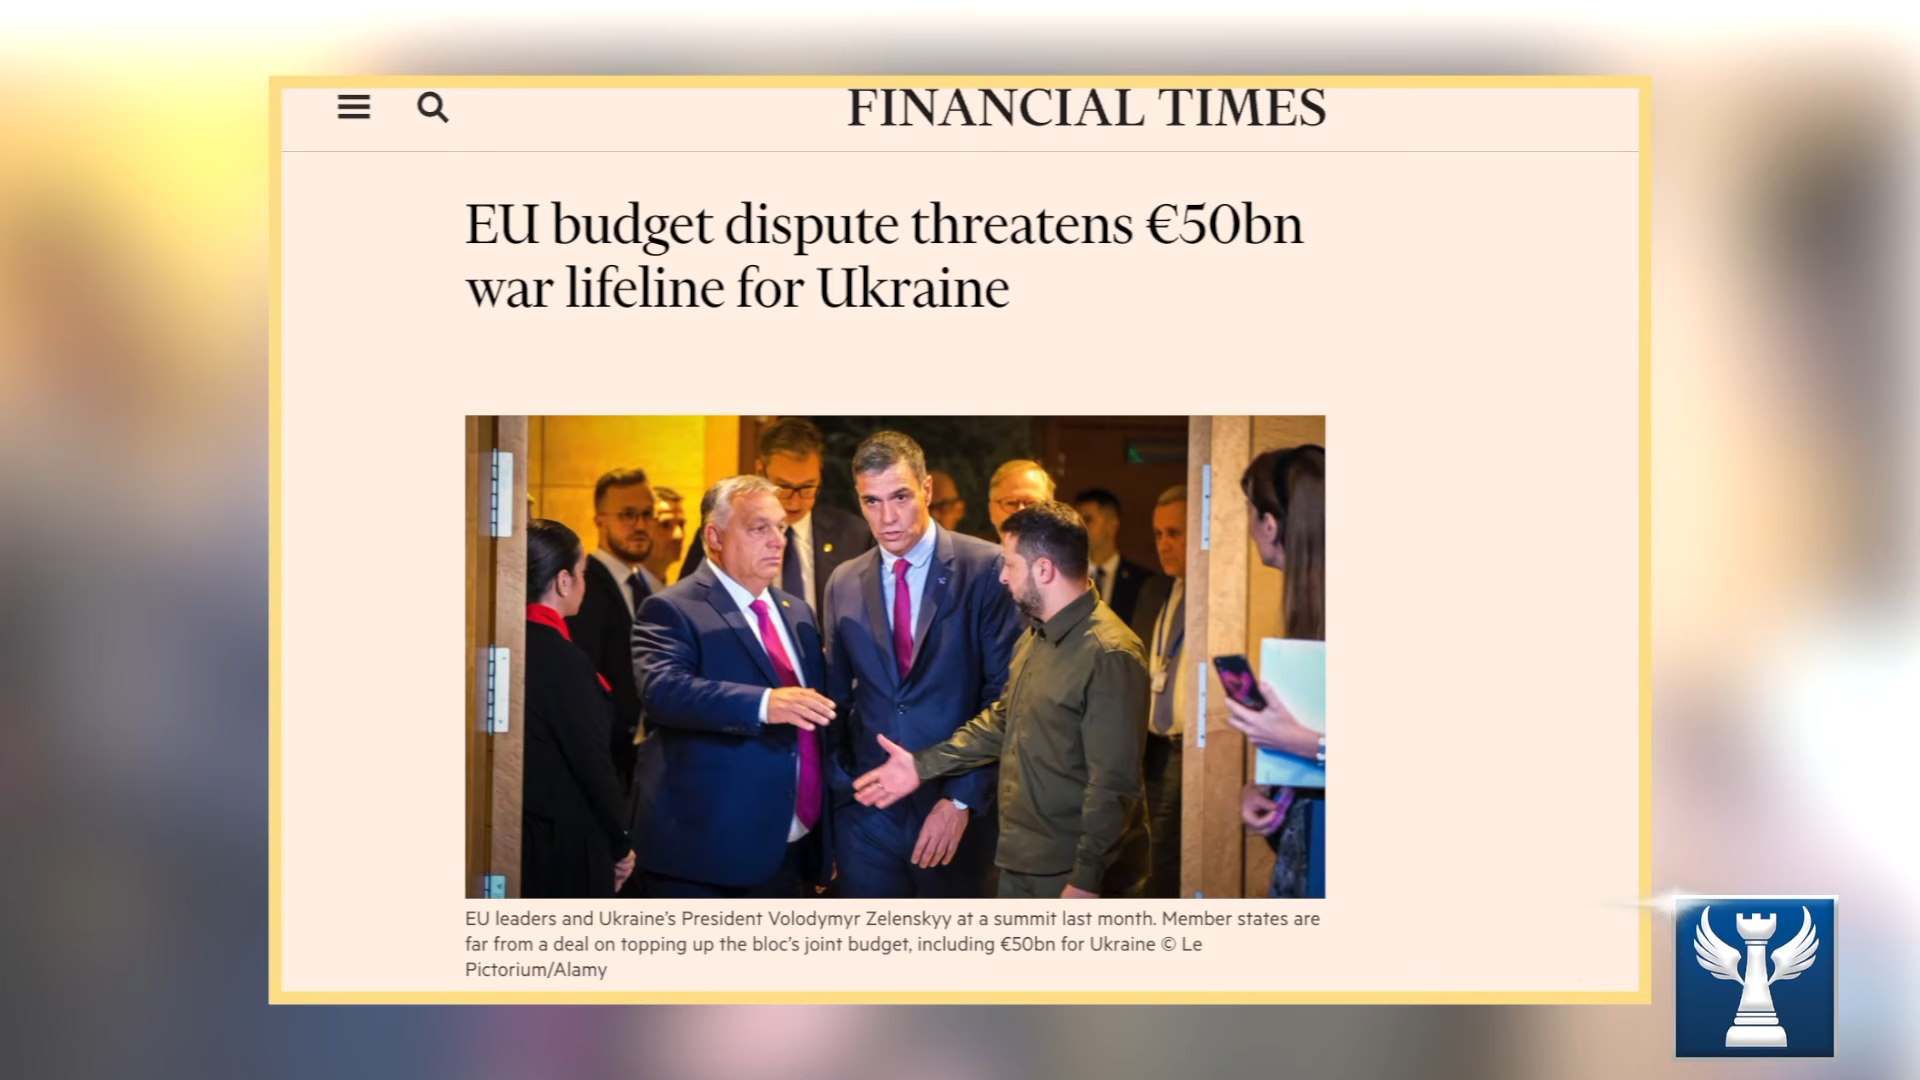 FINANCIAL TIMES
EU budget dispute threatens €50bn
war lifeline for Ukraine
EU leaders and Ukraine’s President Volodymyr Zelenskyy at a summit last month. Member states are
far from a deal on topping up the bloc’s joint budget, including €50bn for Ukraine © Le
Pictorium/Alamy